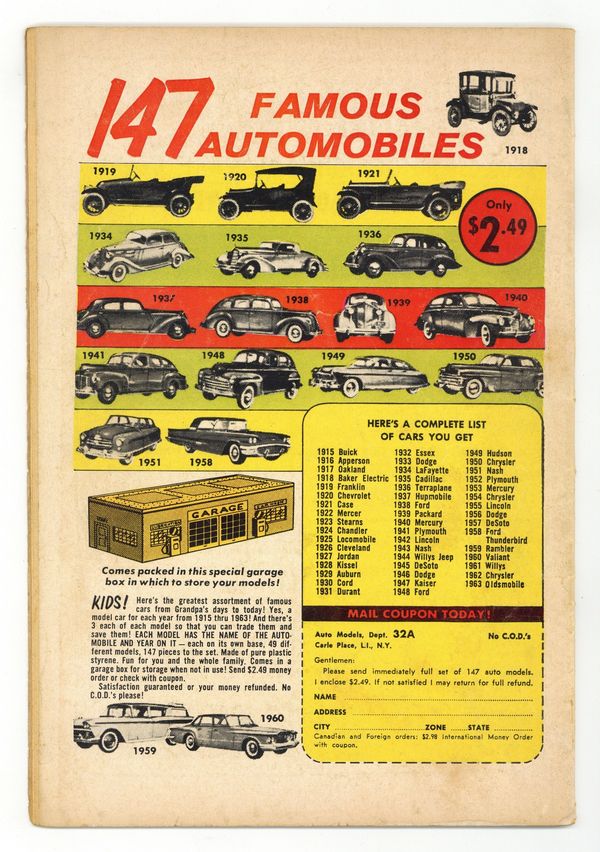 147 FAMOUS
AUTOMOBILES
1918
1919
1920
1921
Only
$2.49
1934
1935
1936
1937
1938
1939
1940
1941
1948
1949
1950
1951
1958
GARAGE
Comes packed in this special garage
box in which to store your models!
KIDS! Here's the greatest assortment of famous
cars from Grandpa's days to today! Yes, a
model car for each year from 1915 thru 1963! And there's
3 each of each model so that you can trade them and
save them! EACH MODEL HAS THE NAME OF THE AUTO-
MOBILE AND YEAR ON IT — each on its own base, 49 dif-
ferent models, 147 pieces to the set. Made of pure plastic
styrene. Fun for you and the whole family. Comes in a
garage box for storage when not in use! Send $2.49 money
order or check with coupon.
Satisfaction guaranteed or your money refunded. No
C.O.D.'s please!
1959
1960
HERE'S A COMPLETE LIST
OF CARS YOU GET
1915 Buick
1916 Apperson
1917 Oakland
1918 Baker Electric
1919 Franklin
1920 Chevrolet
1921 Case
1922 Mercer
1923 Stearns
1924 Chandler
1925 Locomobile
1926 Cleveland
1927 Jordan
1928 Kissel
1929 Auburn
1930 Cord
1931 Durant
1932 Essex
1933 Dodge
1934 LaFayette
1935 Cadillac
1936 Terraplane
1937 Hupmobile
1938 Ford
1939 Packard
1940 Mercury
1941 Plymouth
1942 Lincoln
1943 Nash
1944 Willys Jeep
1945 DeSoto
1946 Dodge
1947 Kaiser
1948 Ford
1949 Hudson
1950 Chrysler
1951 Nash
1952 Plymouth
1953 Mercury
1954 Chrysler
1955 Lincoln
1956 Dodge
1957 DeSoto
1958 Ford
Thunderbird
1959 Rambler
1960 Valiant
1961 Willys
1962 Chrysler
1963 Oldsmobile
MAIL COUPON TODAY!
Auto Models, Dept. 32A No C.O.D.'s
Carle Place, L.I., N.Y.
Gentlemen:
Please send immediately full set of 147 auto models.
I enclose $2.49. If not satisfied I may return for full refund.
NAME
ADDRESS
CITY ZONE STATE
Canadian and Foreign orders: $2.98 International Money Order
with coupon.